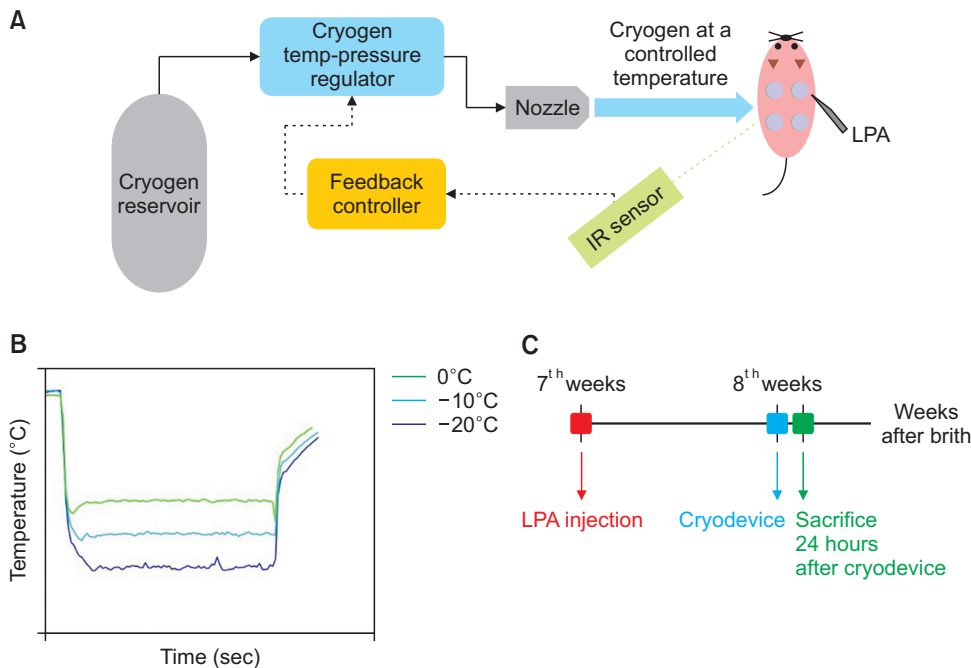 A
Cryogen
temp-pressure
regulator
Cryogen at a
controlled
temperature
Nozzle
LPA
Cryogen
reservoir
Feedback
controller
IR sensor
B
0°C
−10°C
−20°C
Temperature (°C)
Time (sec)
C
7th weeks
8th weeks
Weeks
after brith
LPA injection
Cryodevice
Sacrifice
24 hours
after cryodevice